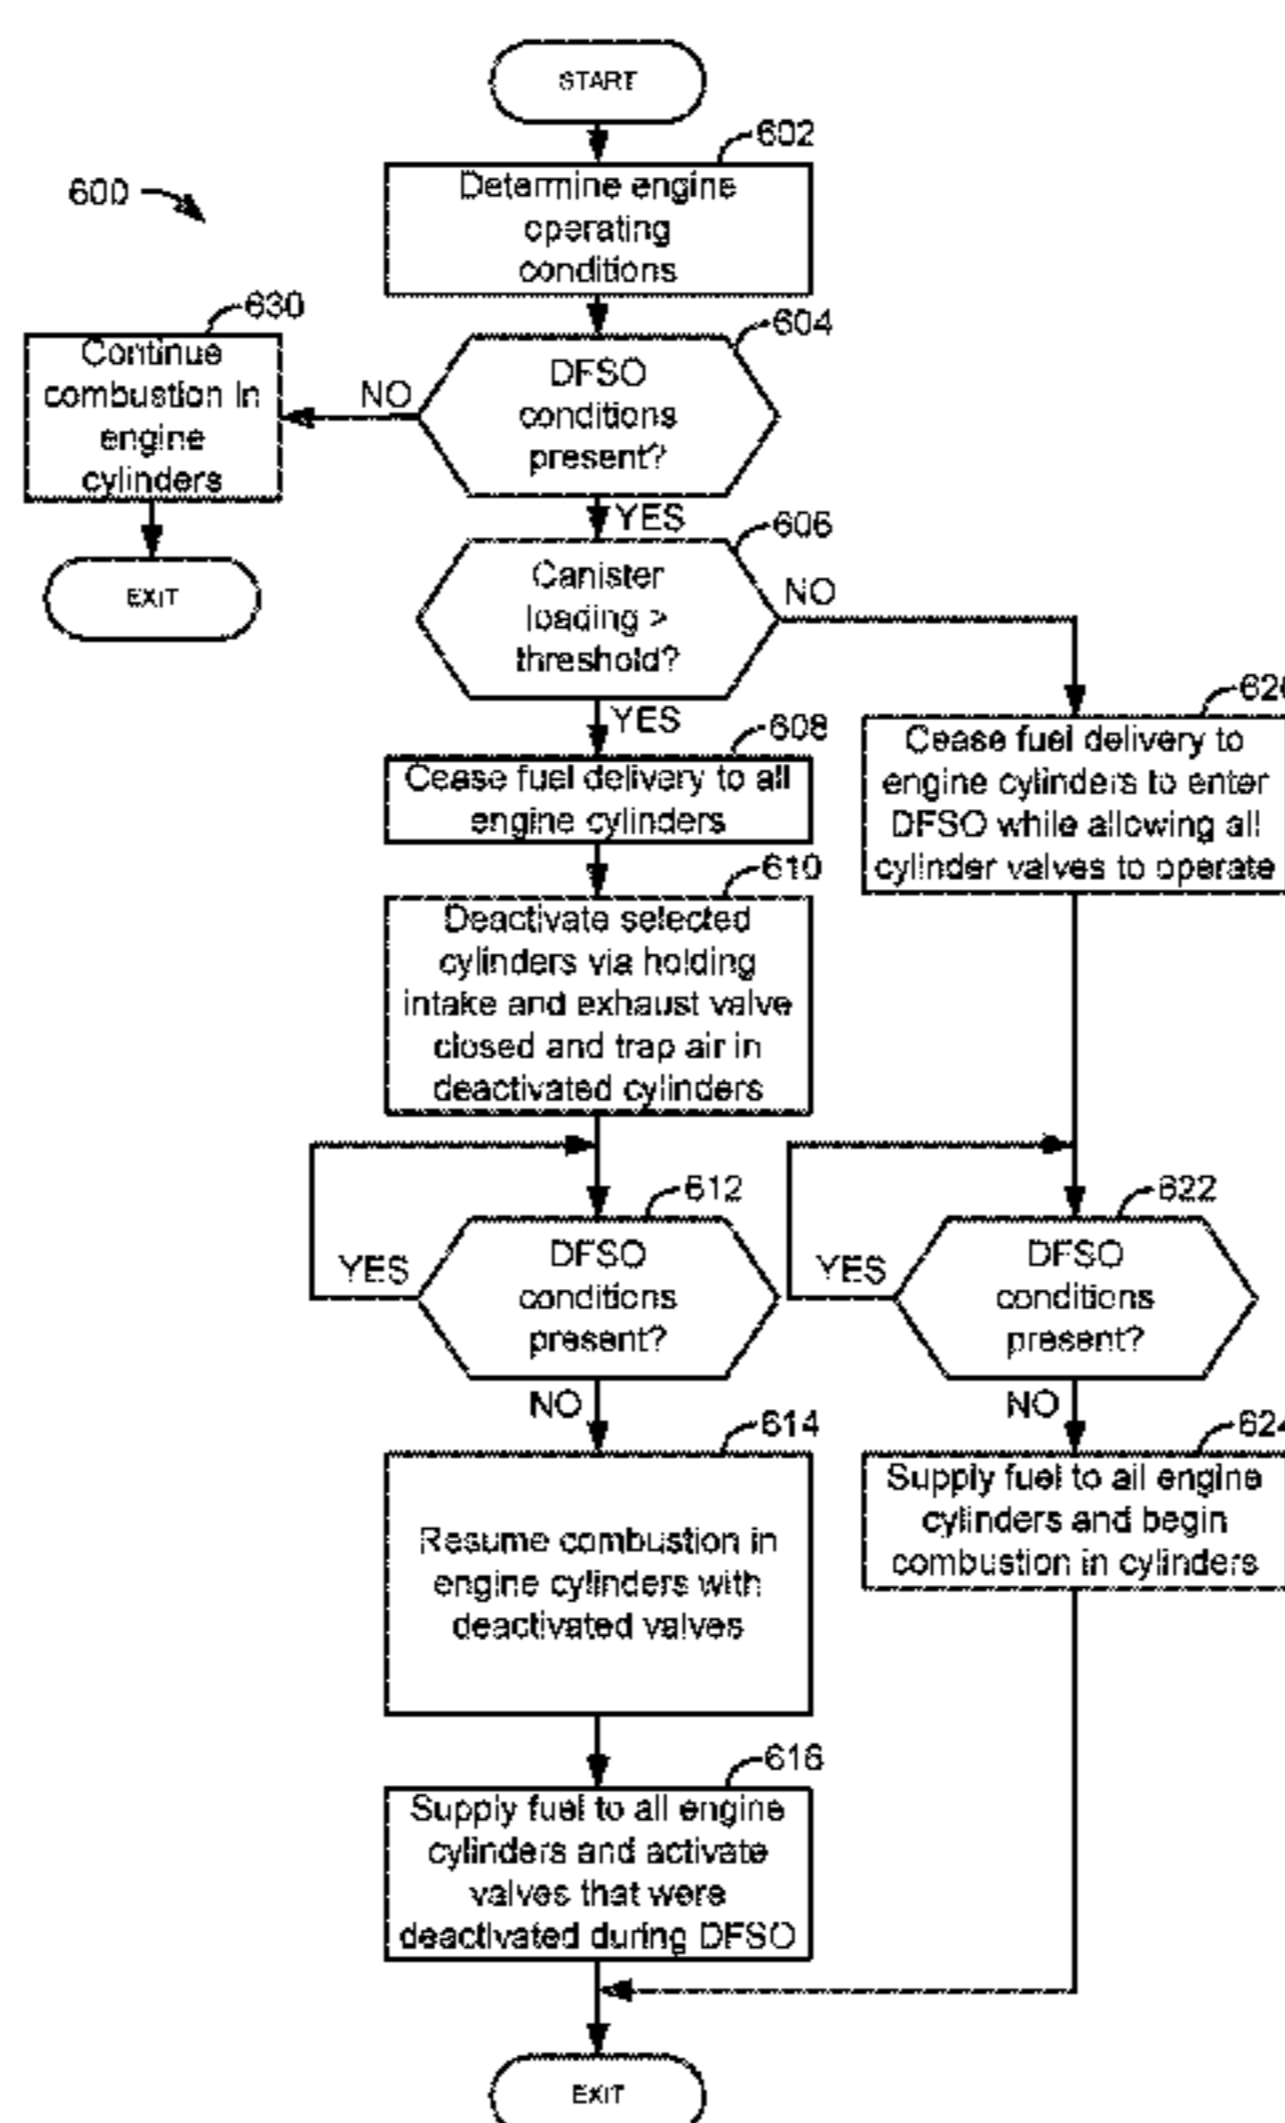 START
602
Determine engine
operating
conditions
600
630
Continue
combustion in
engine
cylinders
EXIT
604
DFSO
conditions
present?
NO
YES
606
Canister
loading >
threshold?
NO
YES
608
Cease fuel delivery to all
engine cylinders
620
Cease fuel delivery to
engine cylinders to enter
DFSO while allowing all
cylinder valves to operate
610
Deactivate selected
cylinders via holding
intake and exhaust valve
closed and trap air in
deactivated cylinders
612
DFSO
conditions
present?
YES
NO
622
DFSO
conditions
present?
YES
NO
614
Resume combustion in
engine cylinders with
deactivated valves
624
Supply fuel to all engine
cylinders and begin
combustion in cylinders
616
Supply fuel to all engine
cylinders and activate
valves that were
deactivated during DFSO
EXIT